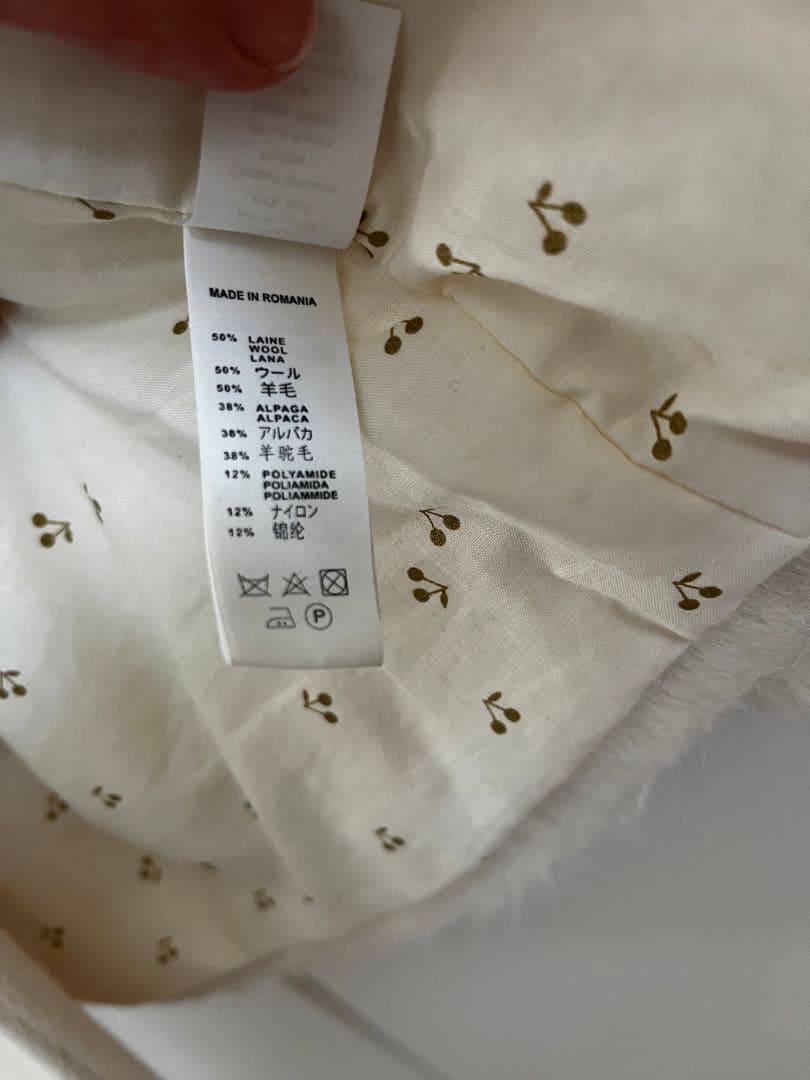 MADE IN ROMANIA
50% LAINE
WOOL
LANA
50% ウール
50% 羊毛
38% ALPAGA
ALPACA
38% アルパカ
38% 羊驼毛
12% POLYAMIDE
POLIAMIDA
POLIAMMIDE
12% ナイロン
12% 锦纶
P